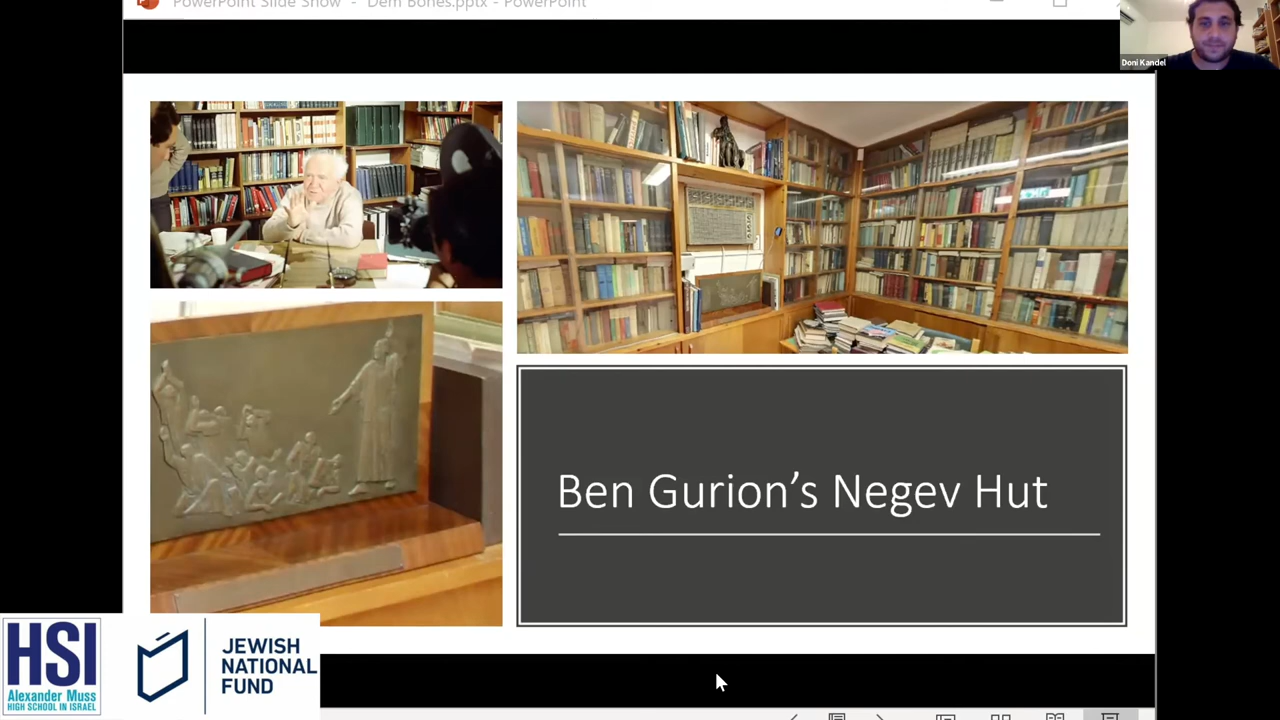 PowerPoint Slide Show - Dem Bones.pptx - PowerPoint
Doni Kandel
Ben Gurion's Negev Hut
HSI
Alexander Muss
HIGH SCHOOL IN ISRAEL
JEWISH
NATIONAL
FUND